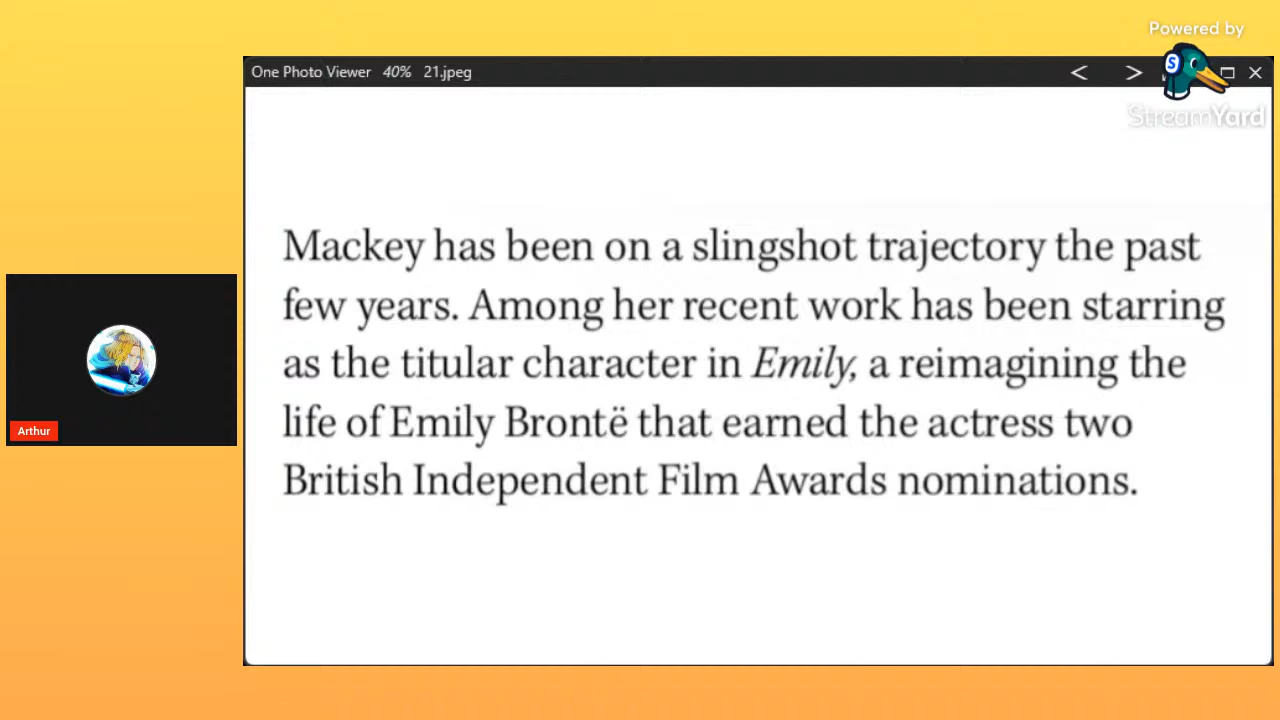 Powered by
One Photo Viewer 40% 21.jpeg
StreamYard
Mackey has been on a slingshot trajectory the past
few years. Among her recent work has been starring
as the titular character in Emily, a reimagining the
life of Emily Brontë that earned the actress two
British Independent Film Awards nominations.
Arthur